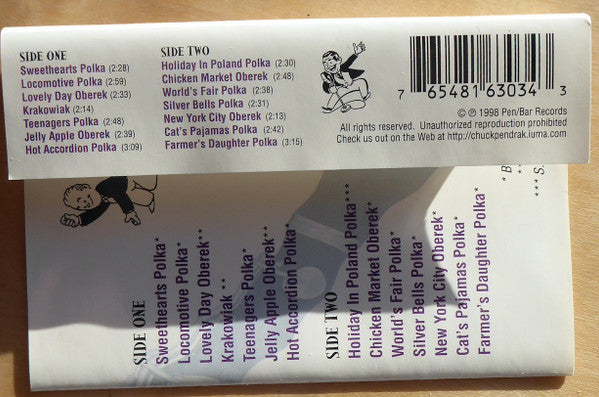 SIDE ONE
Sweethearts Polka (2:28)
Locomotive Polka (2:59)
Lovely Day Oberek (2:33)
Krakowiak (2:14)
Teenagers Polka (2:48)
Jelly Apple Oberek (2:39)
Hot Accordion Polka (3:09)
SIDE TWO
Holiday In Poland Polka (2:30)
Chicken Market Oberek (2:48)
World's Fair Polka (2:38)
Silver Bells Polka (2:31)
New York City Oberek (2:13)
Cat's Pajamas Polka (2:42)
Farmer's Daughter Polka (3:15)
7 65481 63034 3
© ℗ 1998 Pen/Bar Records
All rights reserved. Unauthorized reproduction prohibited
Check us out on the Web at http://chuckpendrak.iuma.com
SIDE ONE
Sweethearts Polka*
Locomotive Polka*
Lovely Day Oberek**
Krakowiak **
Teenagers Polka*
Jelly Apple Oberek**
Hot Accordion Polka*
SIDE TWO
Holiday In Poland Polka***
Chicken Market Oberek*
World's Fair Polka*
Silver Bells Polka*
New York City Oberek*
Cat's Pajamas Polka*
Farmer's Daughter Polka*
* B
*** S.